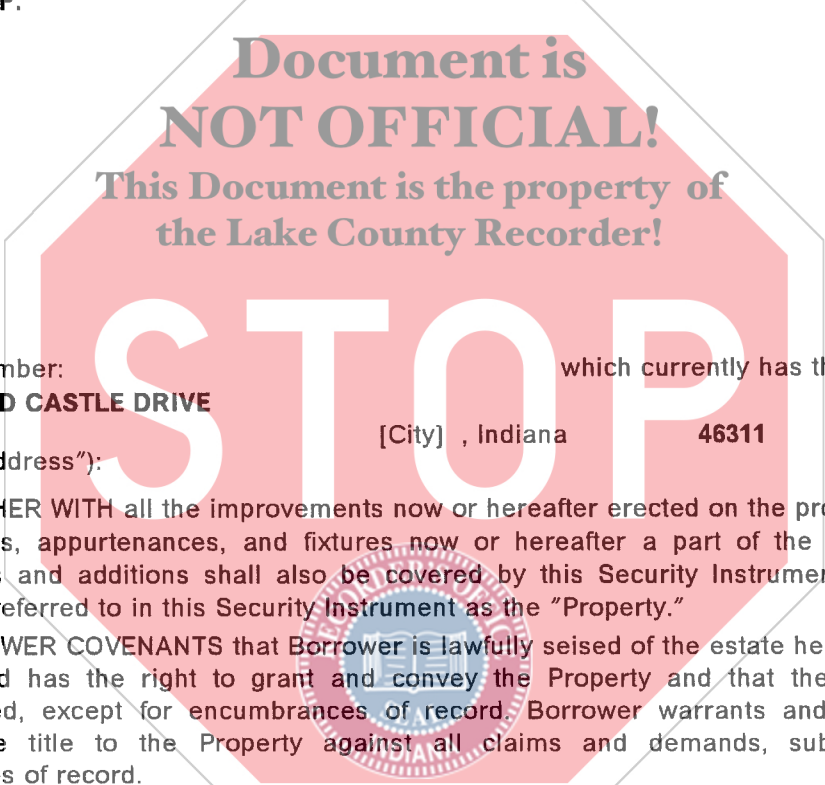 P.
Document is
NOT OFFICIAL!
This Document is the property of
the Lake County Recorder!
STOP
mber: which currently has th
D CASTLE DRIVE
[City] , Indiana 46311
ddress"):
HER WITH all the improvements now or hereafter erected on the pro
s, appurtenances, and fixtures now or hereafter a part of the
s and additions shall also be covered by this Security Instrumen
eferred to in this Security Instrument as the "Property."
WER COVENANTS that Borrower is lawfully seised of the estate he
d has the right to grant and convey the Property and that the
ed, except for encumbrances of record. Borrower warrants and
e title to the Property against all claims and demands, sub
s of record.
RECORDER'S OFFICE
INDIANA